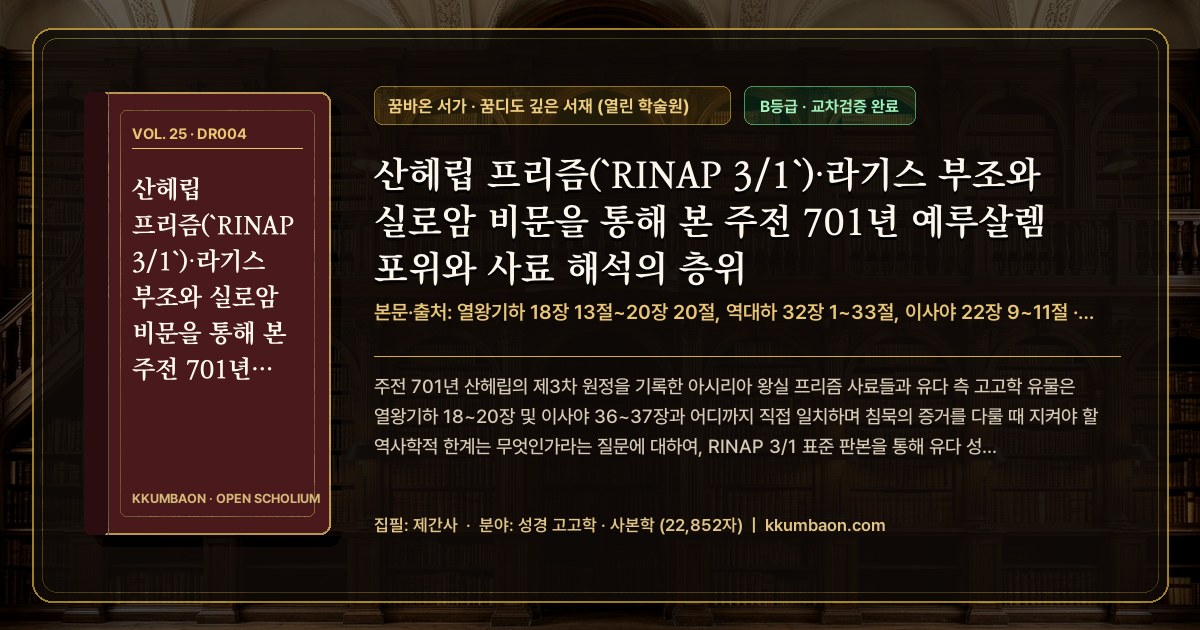 VOL. 25 · DR004
산헤립
프리즘(`RINAP
3/1`)·라기스
부조와 실로암
비문을 통해 본
주전 701년…
KKUMBAON · OPEN SCHOLIUM
꿈바온 서가 · 꿈디도 깊은 서재 (열린 학술원)
B등급 · 교차검증 완료
산헤립 프리즘(`RINAP 3/1`)·라기스 부조와
실로암 비문을 통해 본 주전 701년 예루살렘
포위와 사료 해석의 층위
본문·출처: 열왕기하 18장 13절~20장 20절, 역대하 32장 1~33절, 이사야 22장 9~11절 ·...
주전 701년 산헤립의 제3차 원정을 기록한 아시리아 왕실 프리즘 사료들과 유다 측 고고학 유물은
열왕기하 18~20장 및 이사야 36~37장과 어디까지 직접 일치하며 침묵의 증거를 다룰 때 지켜야 할
역사학적 한계는 무엇인가라는 질문에 대하여, RINAP 3/1 표준 판본을 통해 유다 성...
집필: 제간사 · 분야: 성경 고고학 · 사본학 (22,852자) | kkumbaon.com